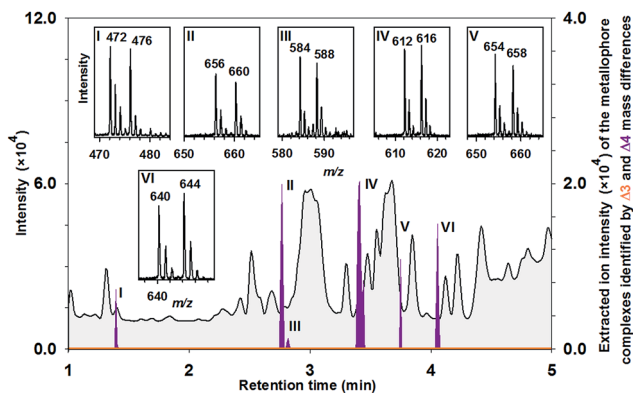 12.0
6.0
0.0
Intensity (×10⁴)
4.0
2.0
0.0
Extracted ion intensity (×10⁴) of the metallophore
complexes identified by Δ3 and Δ4 mass differences
I
472
476
Intensity
470
480
II
656
660
650
660
III
584
588
580
590
m/z
IV
612
616
610
620
V
654
658
650
660
VI
640
644
640
m/z
I
II
III
IV
V
VI
1
2
3
4
5
Retention time (min)